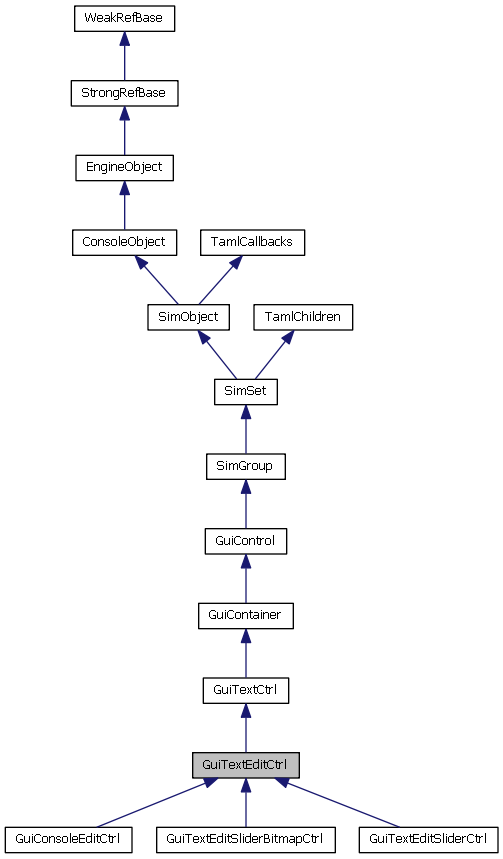 WeakRefBase
StrongRefBase
EngineObject
ConsoleObject
TamlCallbacks
SimObject
TamlChildren
SimSet
SimGroup
GuiControl
GuiContainer
GuiTextCtrl
GuiTextEditCtrl
GuiConsoleEditCtrl
GuiTextEditSliderBitmapCtrl
GuiTextEditSliderCtrl